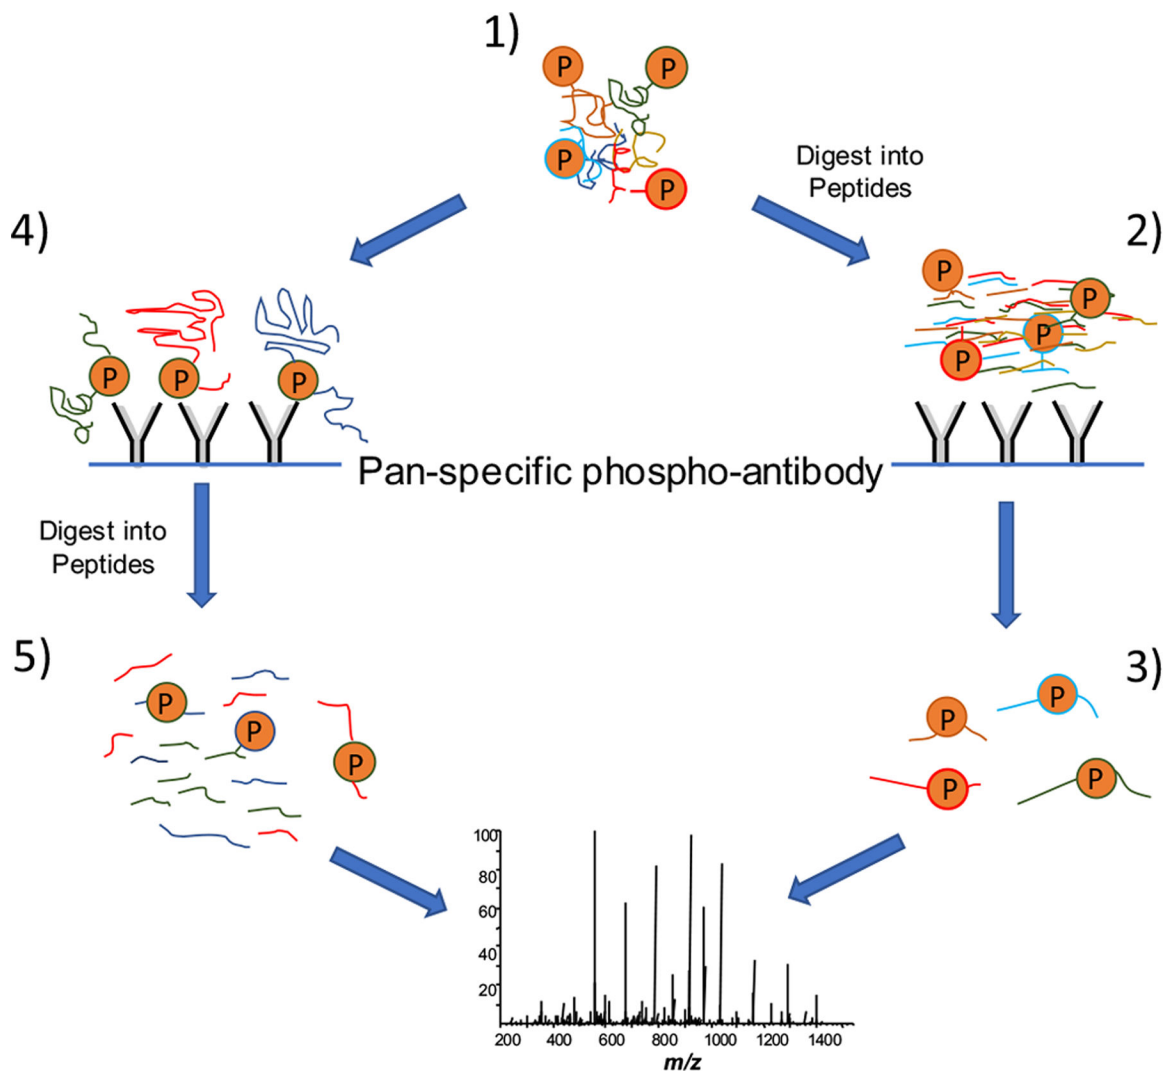 1)
P
P
P
P
Digest into
Peptides
4)
2)
P
P
P
P
P
P
P
Pan-specific phospho-antibody
Digest into
Peptides
5)
3)
P
P
P
P
P
P
P
100
80
60
40
20
200 400 600 800 1000 1200 1400
m/z